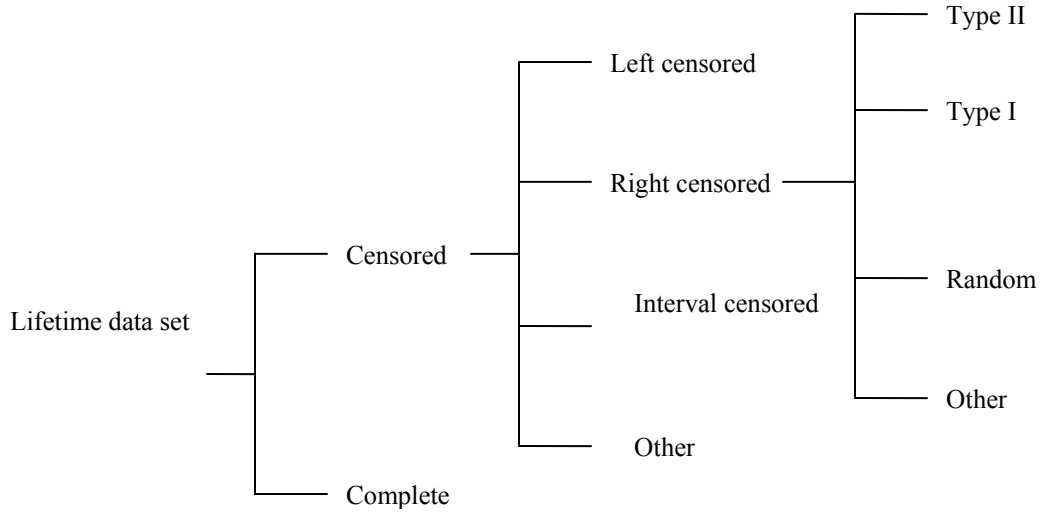 Type II
Left censored
Type I
Right censored
Censored
Random
Interval censored
Lifetime data set
Other
Other
Complete